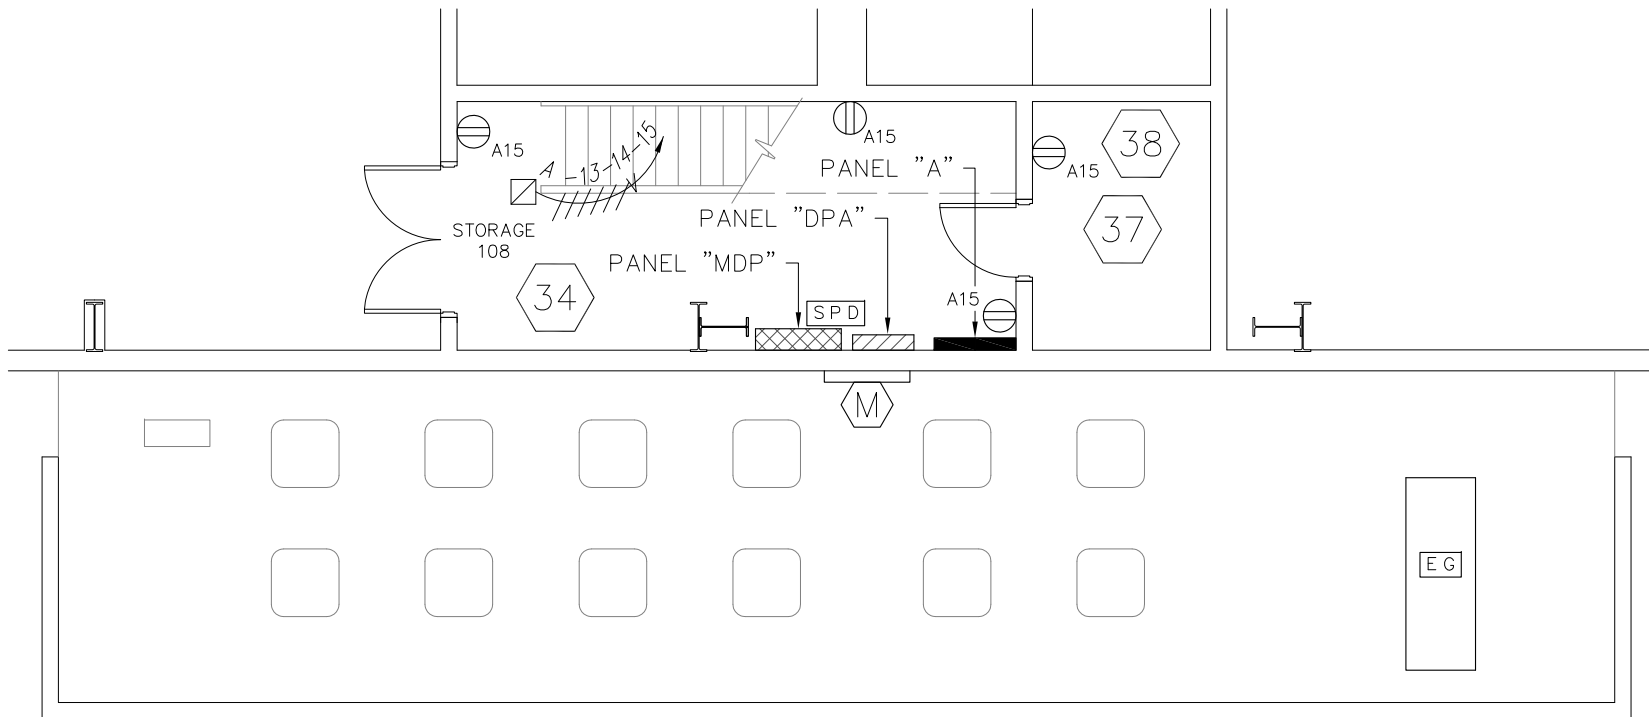 A15
A -13-14-15
A15
PANEL "A"
A15
38
37
PANEL "DPA"
STORAGE
108
PANEL "MDP"
34
SPD
A15
M
EG